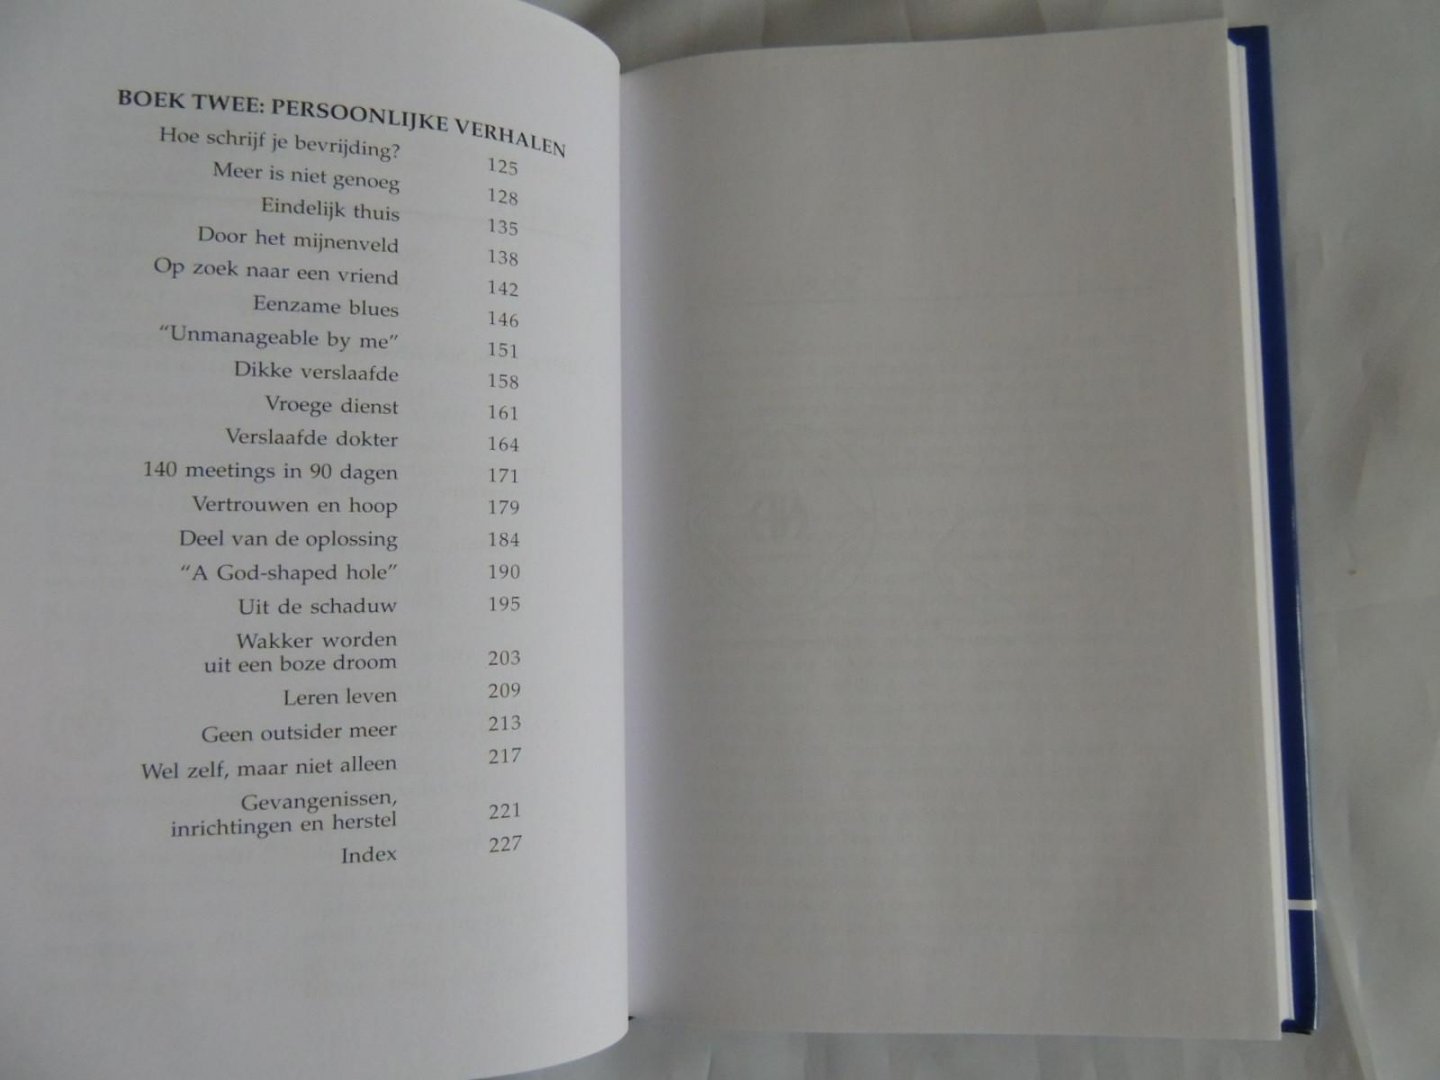 BOEK TWEE: PERSOONLIJKE VERHALEN
Hoe schrijf je bevrijding? 125
Meer is niet genoeg 128
Eindelijk thuis 135
Door het mijnenveld 138
Op zoek naar een vriend 142
Eenzame blues 146
“Unmanageable by me” 151
Dikke verslaafde 158
Vroege dienst 161
Verslaafde dokter 164
140 meetings in 90 dagen 171
Vertrouwen en hoop 179
Deel van de oplossing 184
“A God-shaped hole” 190
Uit de schaduw 195
Wakker worden
uit een boze droom 203
Leren leven 209
Geen outsider meer 213
Wel zelf, maar niet alleen 217
Gevangenissen,
inrichtingen en herstel 221
Index 227